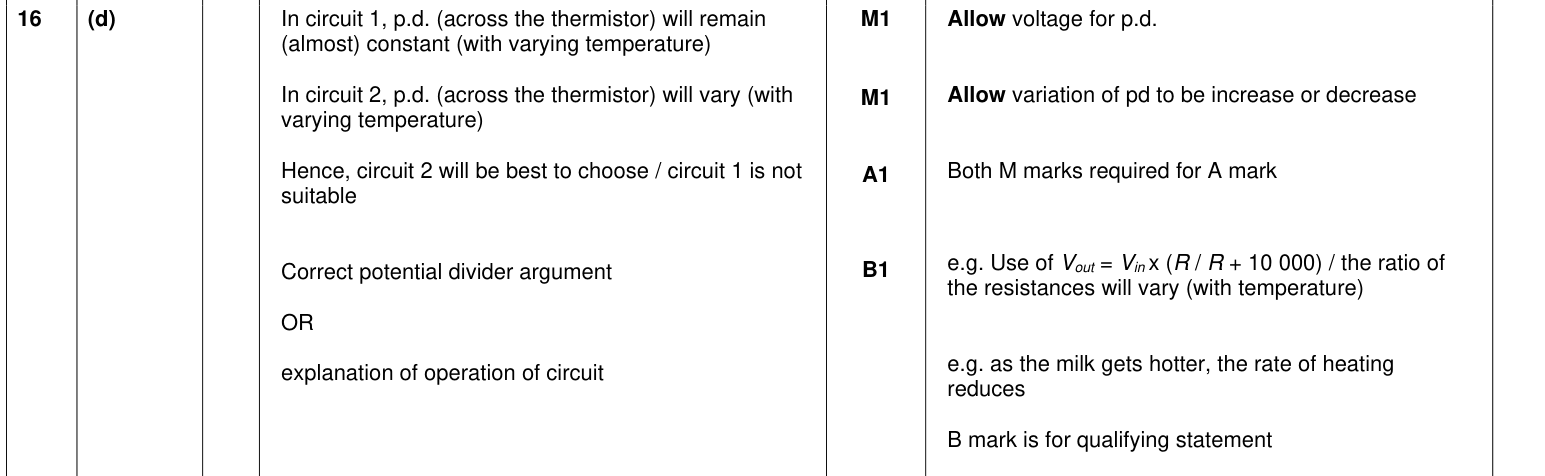 16 (d) In circuit 1, p.d. (across the thermistor) will remain M1 Allow voltage for p.d.
(almost) constant (with varying temperature)
In circuit 2, p.d. (across the thermistor) will vary (with M1 Allow variation of pd to be increase or decrease
varying temperature)
Hence, circuit 2 will be best to choose / circuit 1 is not A1 Both M marks required for A mark
suitable
Correct potential divider argument B1 e.g. Use of Vout = Vin x (R / R + 10 000) / the ratio of
the resistances will vary (with temperature)
OR
explanation of operation of circuit e.g. as the milk gets hotter, the rate of heating
reduces
B mark is for qualifying statement